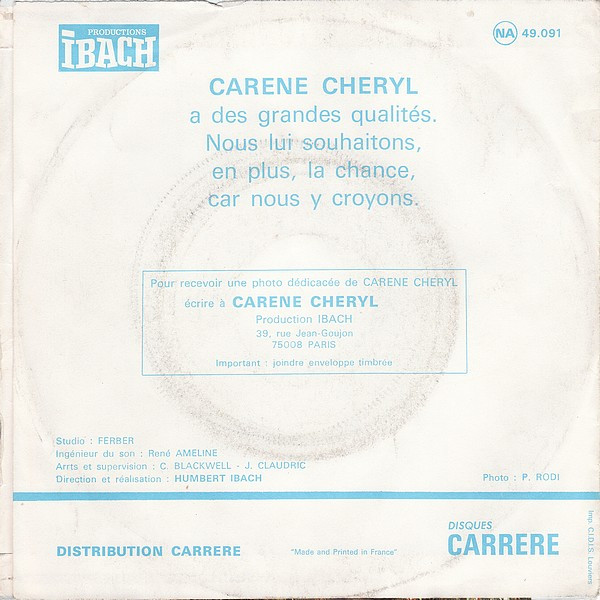 PRODUCTIONS
IBACH
NA 49.091
CARENE CHERYL
a des grandes qualités.
Nous lui souhaitons,
en plus, la chance,
car nous y croyons.
Pour recevoir une photo dédicacée de CARENE CHERYL
écrire à CARENE CHERYL
Production IBACH
39, rue Jean-Goujon
75008 PARIS
Important : joindre enveloppe timbrée
Studio : FERBER
Ingénieur du son : René AMELINE
Arrts et supervision : C. BLACKWELL - J. CLAUDRIC
Direction et réalisation : HUMBERT IBACH
Photo : P. RODI
DISTRIBUTION CARRERE
"Made and Printed in France"
DISQUES
CARRERE
Imp. C.I.D.I.S. Louviers